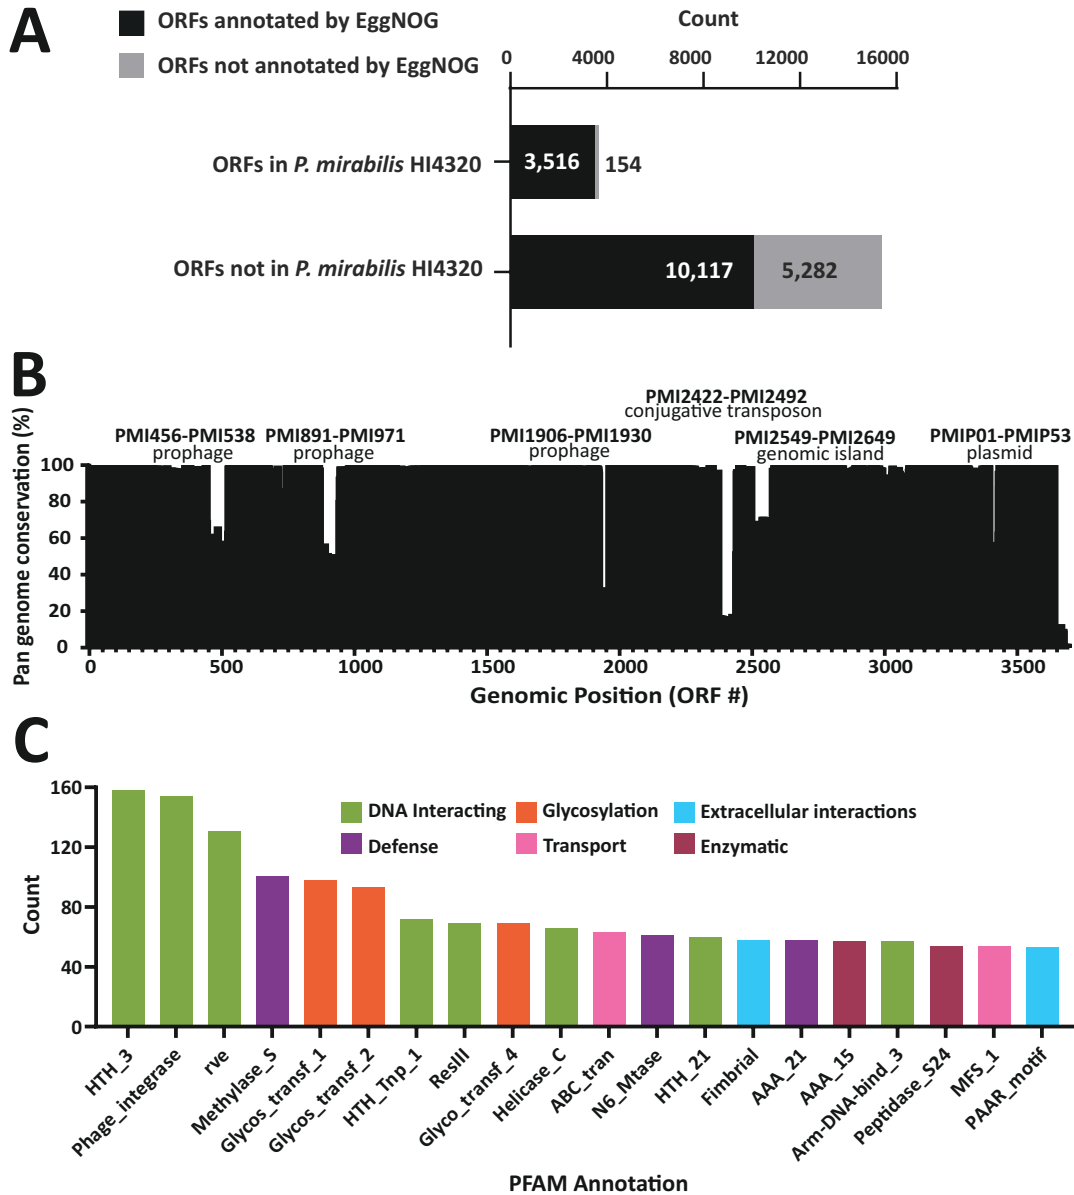 A
ORFs annotated by EggNOG
ORFs not annotated by EggNOG
Count
0 4000 8000 12000 16000
ORFs in P. mirabilis HI4320
3,516 154
ORFs not in P. mirabilis HI4320
10,117 5,282
B
Pan genome conservation (%)
PMI2422-PMI2492
conjugative transposon
PMI456-PMI538 PMI891-PMI971 PMI1906-PMI1930 PMI2549-PMI2649 PMIP01-PMIP53
prophage prophage prophage genomic island plasmid
100
80
60
40
20
0
0 500 1000 1500 2000 2500 3000 3500
Genomic Position (ORF #)
C
Count
160
120
80
40
0
DNA Interacting Glycosylation Extracellular interactions
Defense Transport Enzymatic
HTH_3
Phage_integrase
rve
Methylase_S
Glycos_transf_1
Glycos_transf_2
HTH_Tnp_1
ResIII
Glyco_transf_4
Helicase_C
ABC_tran
N6_Mtase
HTH_21
Fimbrial
AAA_21
AAA_15
Arm-DNA-bind_3
Peptidase_S24
MFS_1
PAAR_motif
PFAM Annotation